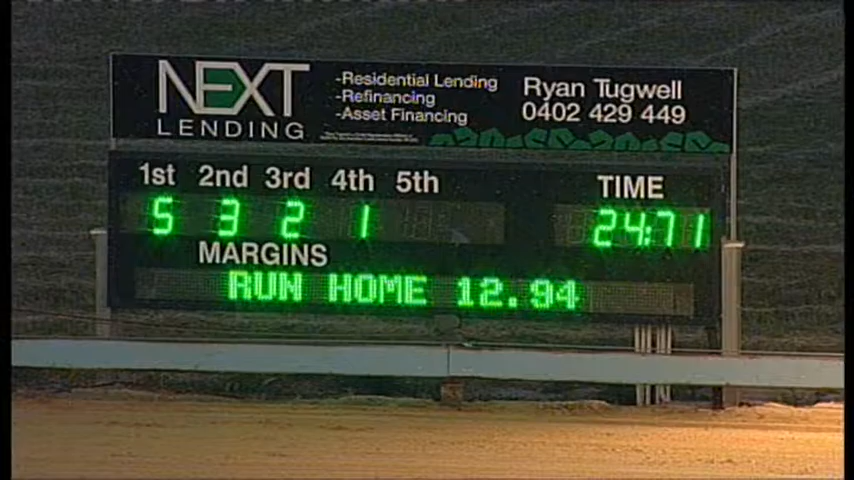 NEXT
LENDING
-Residential Lending
-Refinancing
-Asset Financing
Ryan Tugwell
0402 429 449
1st 2nd 3rd 4th 5th
5 3 2 1
TIME
24:71
MARGINS
RUN HOME 12.94